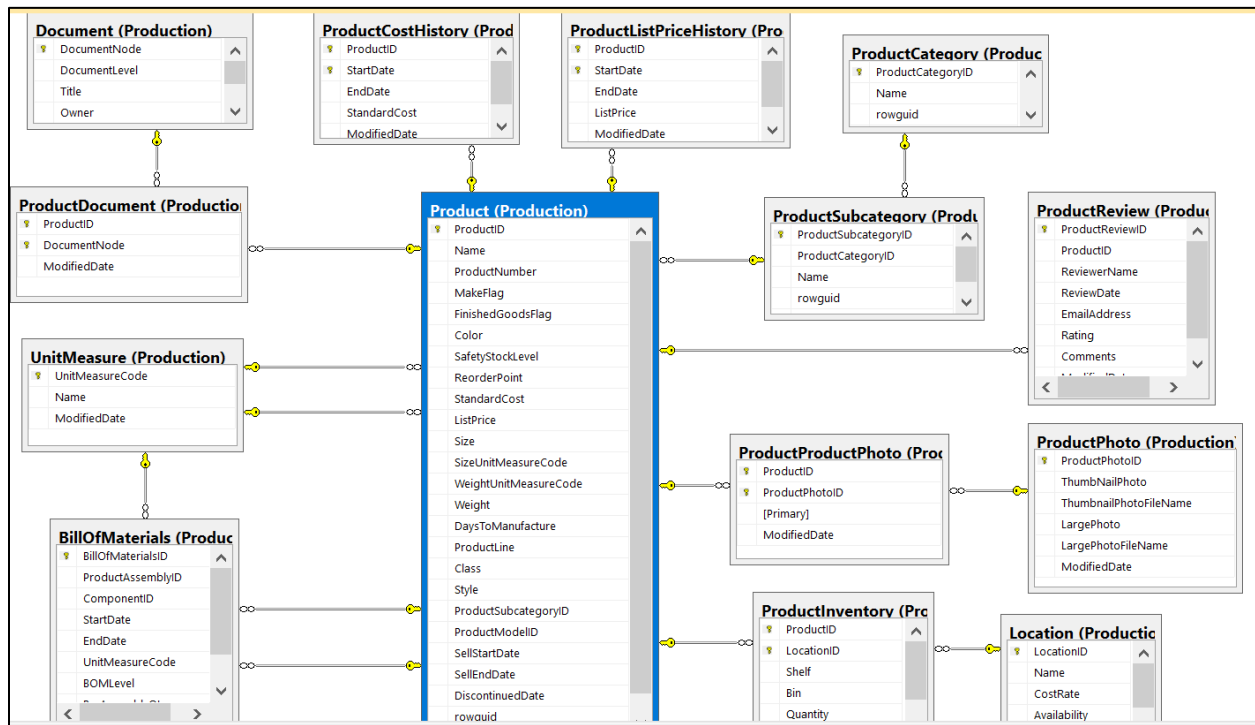 Document (Production)
DocumentNode
DocumentLevel
Title
Owner
ProductCostHistory (Prod
ProductID
StartDate
EndDate
StandardCost
ModifiedDate
ProductListPriceHistory (Pro
ProductID
StartDate
EndDate
ListPrice
ModifiedDate
ProductCategory (Produc
ProductCategoryID
Name
rowguid
ProductDocument (Production
ProductID
DocumentNode
ModifiedDate
Product (Production)
ProductID
Name
ProductNumber
MakeFlag
FinishedGoodsFlag
Color
SafetyStockLevel
ReorderPoint
StandardCost
ListPrice
Size
SizeUnitMeasureCode
WeightUnitMeasureCode
Weight
DaysToManufacture
ProductLine
Class
Style
ProductSubcategoryID
ProductModelID
SellStartDate
SellEndDate
DiscontinuedDate
rowguid
ProductSubcategory (Produ
ProductSubcategoryID
ProductCategoryID
Name
rowguid
ProductReview (Produc
ProductReviewID
ProductID
ReviewerName
ReviewDate
EmailAddress
Rating
Comments
ModifiedDate
UnitMeasure (Production)
UnitMeasureCode
Name
ModifiedDate
ProductProductPhoto (Proc
ProductID
ProductPhotoID
[Primary]
ModifiedDate
ProductPhoto (Production)
ProductPhotoID
ThumbNailPhoto
ThumbnailPhotoFileName
LargePhoto
LargePhotoFileName
ModifiedDate
BillOfMaterials (Produc
BillOfMaterialsID
ProductAssemblyID
ComponentID
StartDate
EndDate
UnitMeasureCode
BOMLevel
ProductInventory (Pro
ProductID
LocationID
Shelf
Bin
Quantity
Location (Productio
LocationID
Name
CostRate
Availability